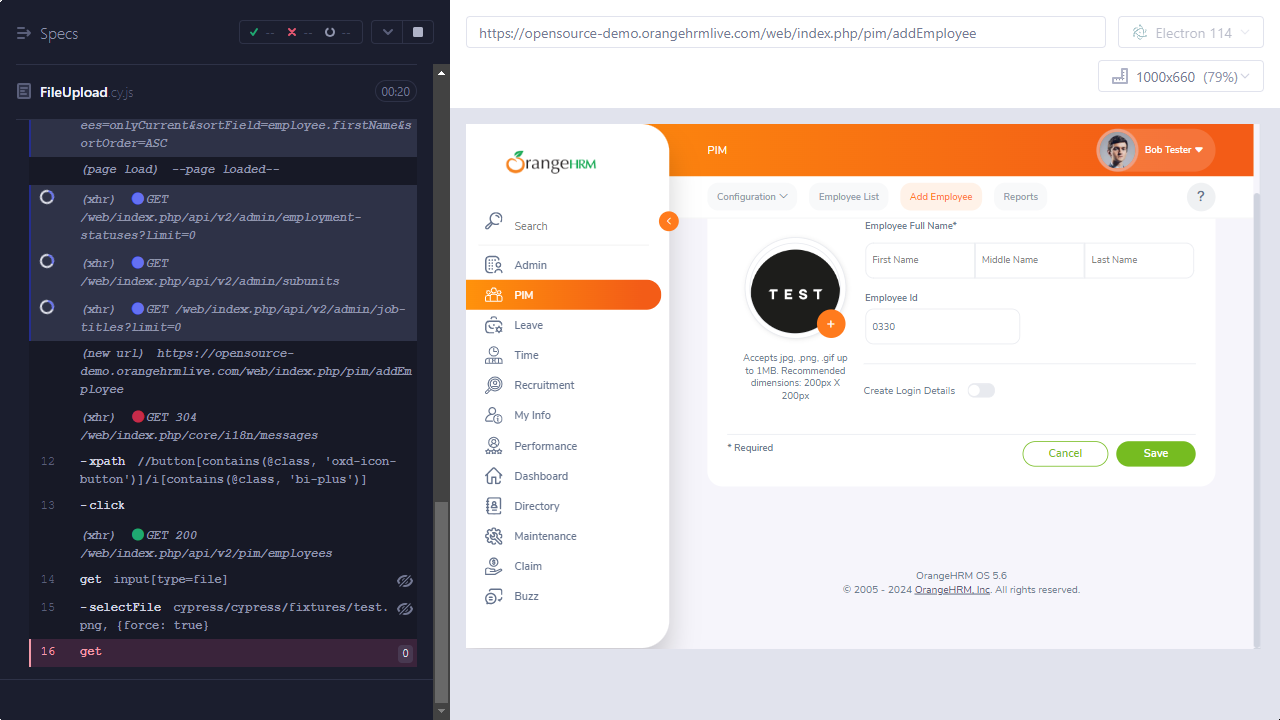 Specs
-- -- --
FileUpload.cy.js
00:20
ees=onlyCurrent&sortField=employee.firstName&s
ortOrder=ASC
(page load) --page loaded--
(xhr) GET
/web/index.php/api/v2/admin/employment-
statuses?limit=0
(xhr) GET
/web/index.php/api/v2/admin/subunits
(xhr) GET /web/index.php/api/v2/admin/job-
titles?limit=0
(new url) https://opensource-
demo.orangehrmlive.com/web/index.php/pim/addEm
ployee
(xhr) GET 304
/web/index.php/core/i18n/messages
12 -xpath //button[contains(@class, 'oxd-icon-
button')]/i[contains(@class, 'bi-plus')]
13 -click
(xhr) GET 200
/web/index.php/api/v2/pim/employees
14 get input[type=file]
15 -selectFile cypress/cypress/fixtures/test.
png, {force: true}
16 get 0
https://opensource-demo.orangehrmlive.com/web/index.php/pim/addEmployee
Electron 114
1000x660 (79%)
OrangeHRM
Search
Admin
PIM
Leave
Time
Recruitment
My Info
Performance
Dashboard
Directory
Maintenance
Claim
Buzz
PIM
Bob Tester
Configuration
Employee List
Add Employee
Reports
?
Employee Full Name*
First Name
Middle Name
Last Name
TEST
+
Employee Id
0330
Accepts jpg, .png, .gif up
to 1MB. Recommended
dimensions: 200px X
200px
Create Login Details
* Required
Cancel
Save
OrangeHRM OS 5.6
© 2005 - 2024 OrangeHRM, Inc. All rights reserved.